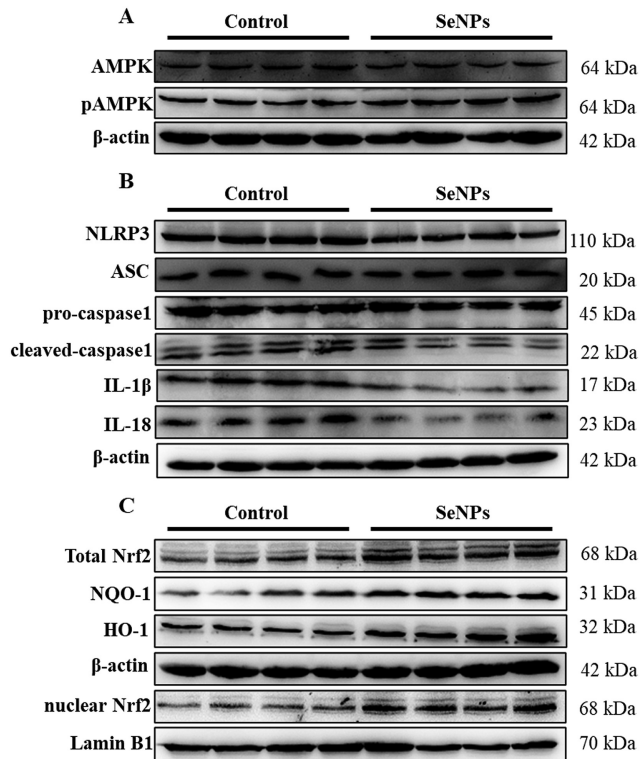 A
Control SeNPs
AMPK 64 kDa
pAMPK 64 kDa
β-actin 42 kDa
B
Control SeNPs
NLRP3 110 kDa
ASC 20 kDa
pro-caspase1 45 kDa
cleaved-caspase1 22 kDa
IL-1β 17 kDa
IL-18 23 kDa
β-actin 42 kDa
C
Control SeNPs
Total Nrf2 68 kDa
NQO-1 31 kDa
HO-1 32 kDa
β-actin 42 kDa
nuclear Nrf2 68 kDa
Lamin B1 70 kDa